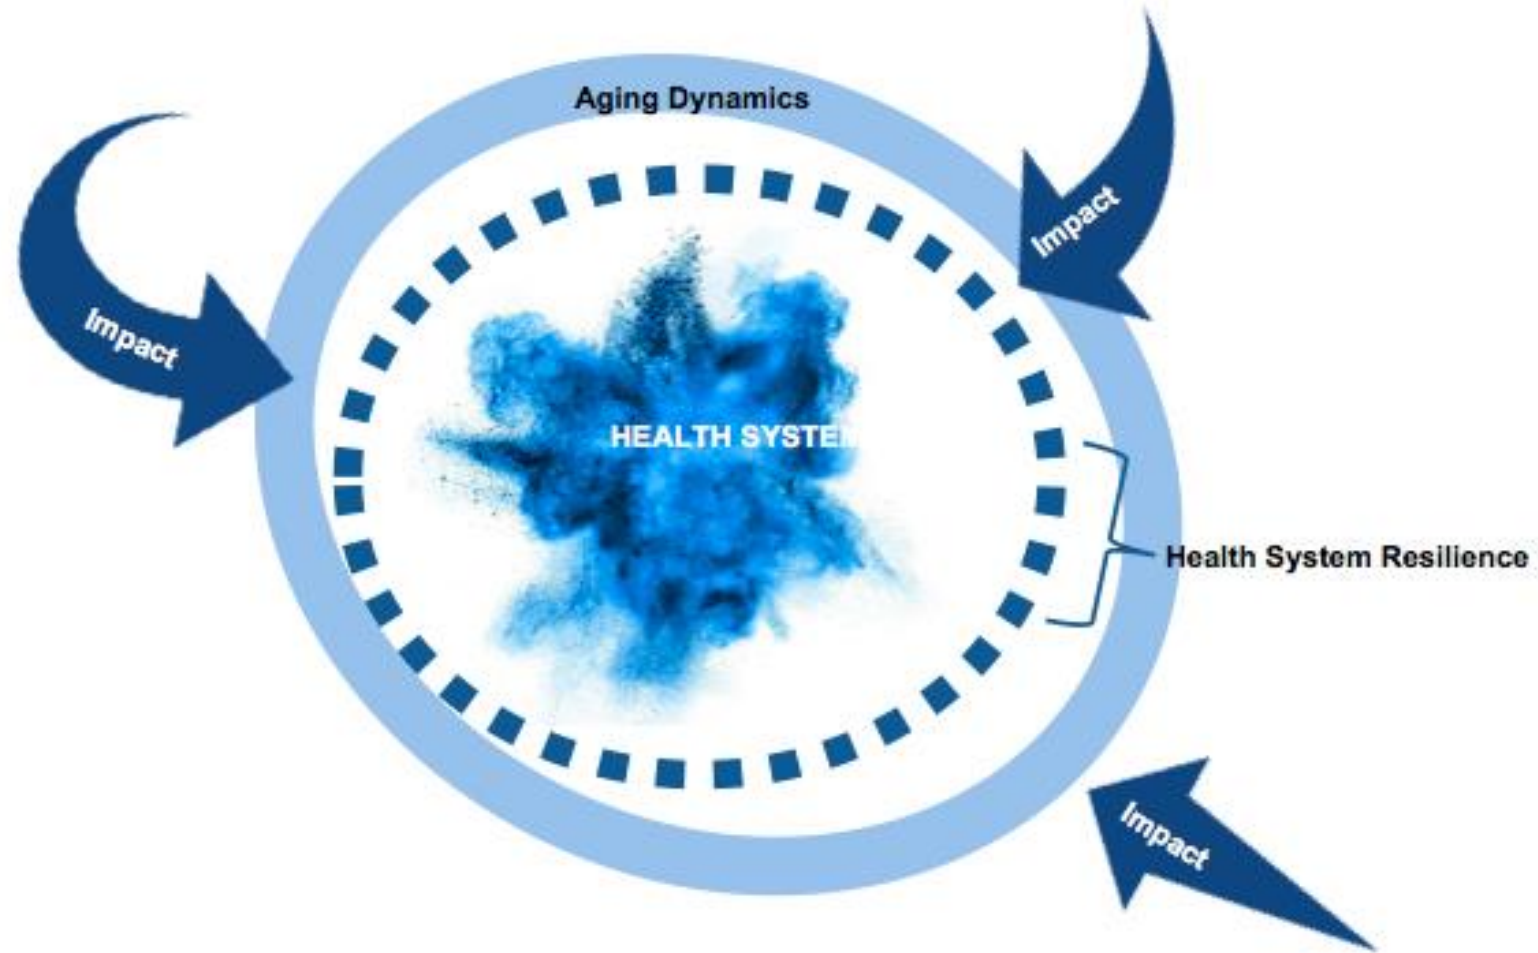 Aging Dynamics
Impact
Impact
HEALTH SYSTEM
Health System Resilience
Impact